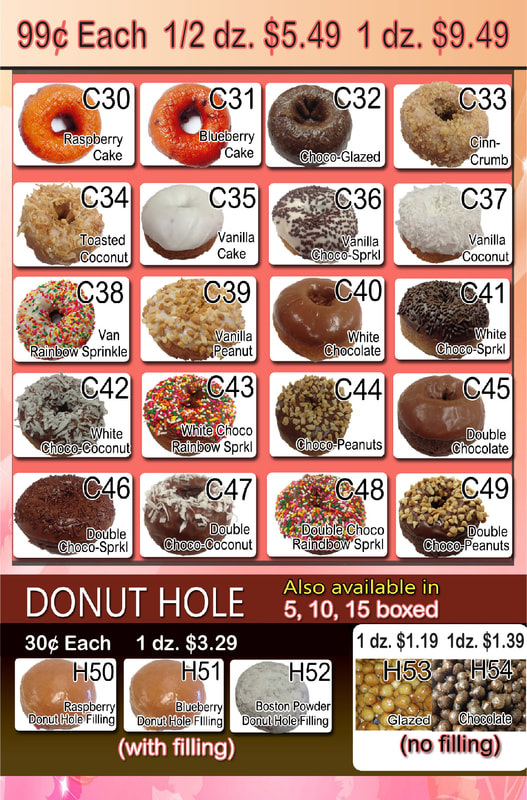 99¢ Each 1/2 dz. $5.49 1 dz. $9.49
C30
Raspberry
Cake
C31
Blueberry
Cake
C32
Choco-Glazed
C33
Cinn-
Crumb
C34
Toasted
Coconut
C35
Vanilla
Cake
C36
Vanilla
Choco-Sprkl
C37
Vanilla
Coconut
C38
Van
Rainbow Sprinkle
C39
Vanilla
Peanut
C40
White
Chocolate
C41
White
Choco-Sprkl
C42
White
Choco-Coconut
C43
White Choco
Rainbow Sprkl
C44
Choco-Peanuts
C45
Double
Chocolate
C46
Double
Choco-Sprkl
C47
Double
Choco-Coconut
C48
Double Choco
Raindbow Sprkl
C49
Double
Choco-Peanuts
DONUT HOLE
Also available in
5, 10, 15 boxed
30¢ Each 1 dz. $3.29
H50
Raspberry
Donut Hole Filling
H51
Blueberry
Donut Hole FIlling
H52
Boston Powder
Donut Hole Filling
(with filling)
1 dz. $1.19 1dz. $1.39
H53
Glazed
H54
Chocolate
(no filling)